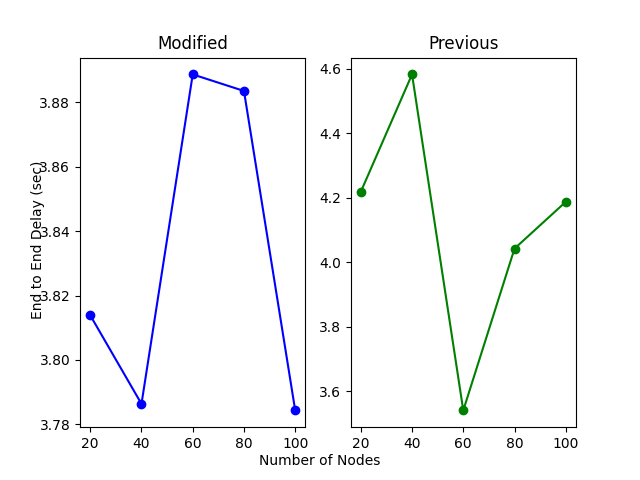 Modified
Previous
End to End Delay (sec)
3.88
3.86
3.84
3.82
3.80
3.78
20 40 60 80 100
4.6
4.4
4.2
4.0
3.8
3.6
20 40 60 80 100
Number of Nodes